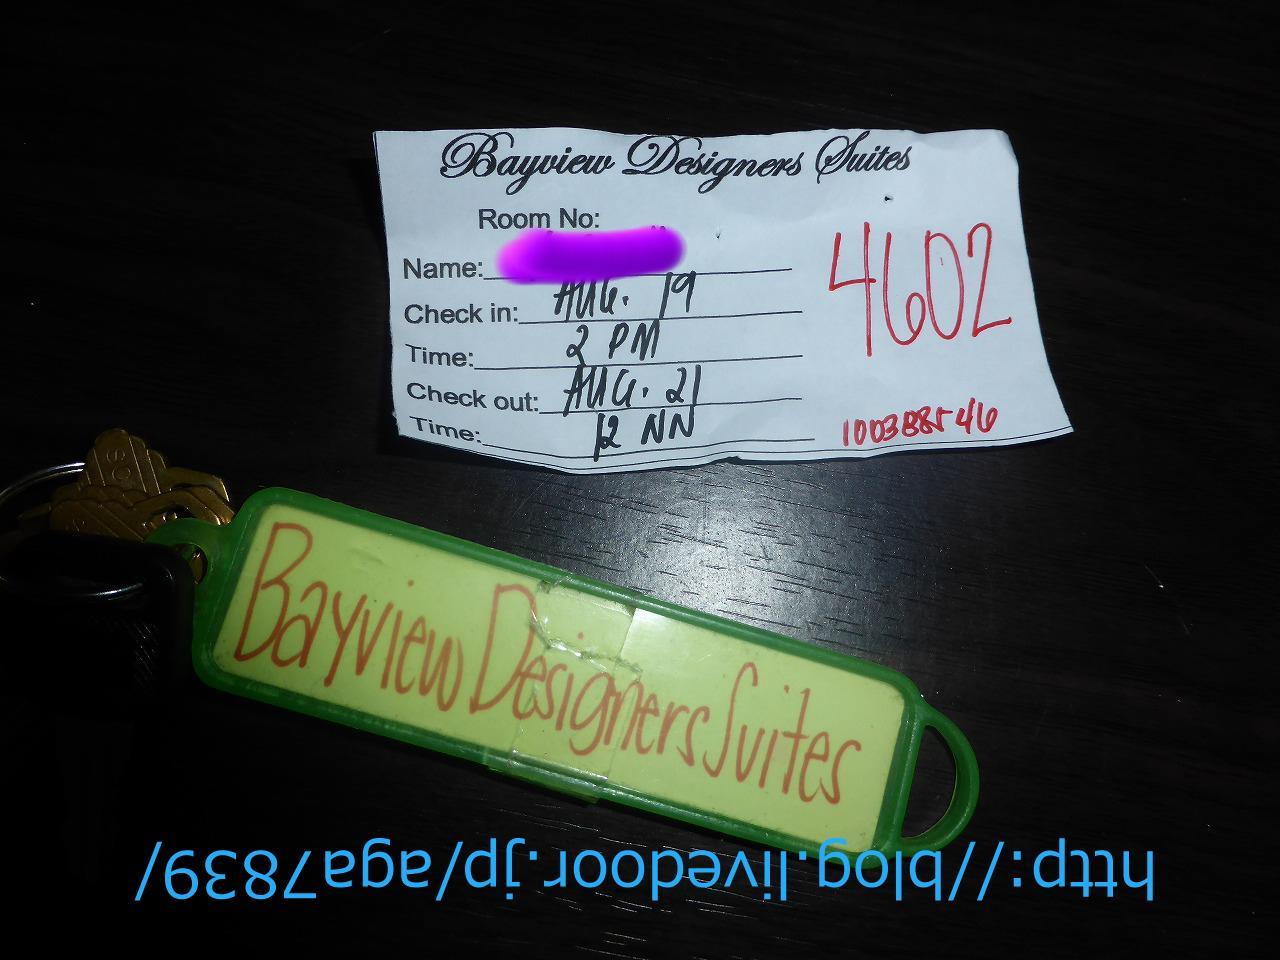 Bayview Designers Suites
Room No:
4602
Name:
Check in: AUG. 19
Time: 2 PM
Check out: AUG. 21
Time: 12 NN
100388546
Bayview Designers Suites
http://blog.livedoor.jp/aga7839/